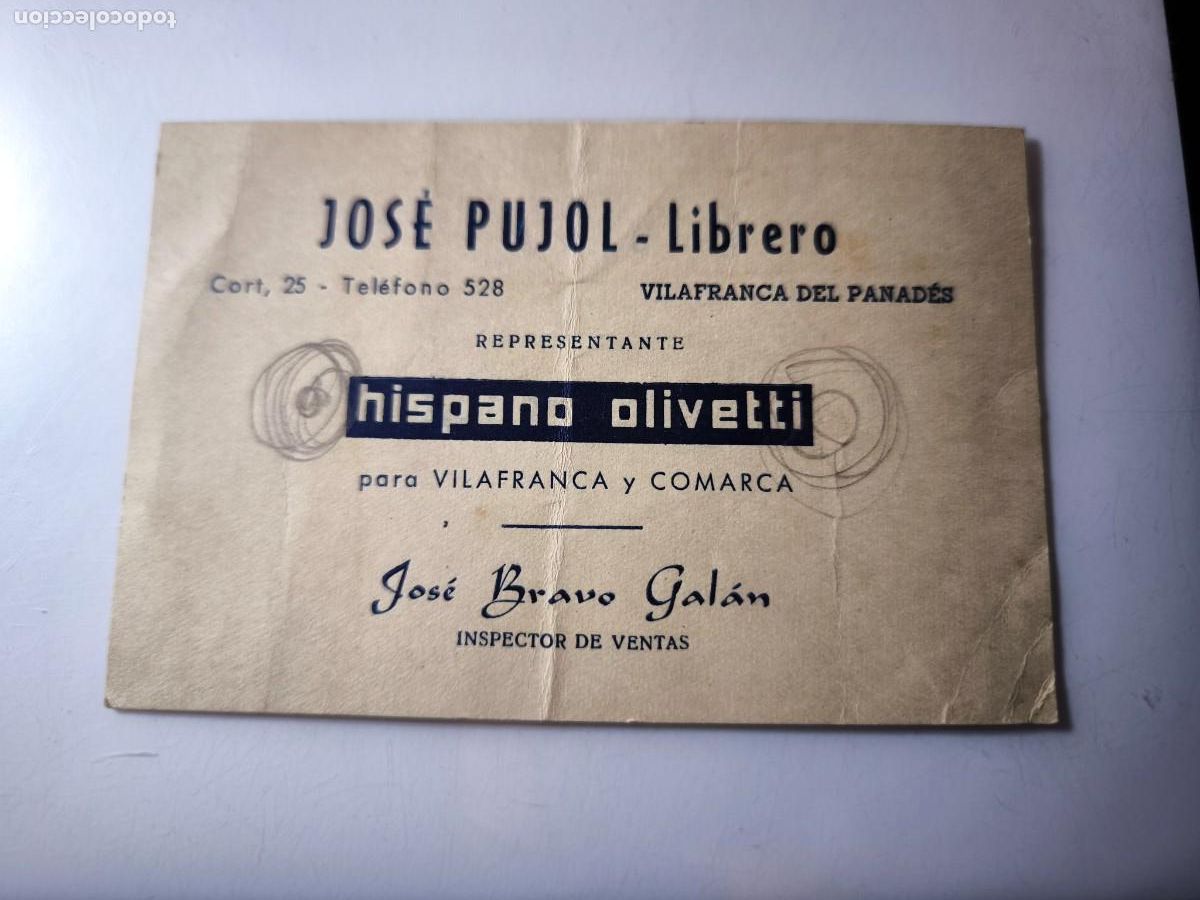 todocoleccion
JOSÈ PUJOL - Librero
Cort, 25 - Teléfono 528 VILAFRANCA DEL PANADÉS
REPRESENTANTE
hispano olivetti
para VILAFRANCA y COMARCA
José Bravo Galán
INSPECTOR DE VENTAS